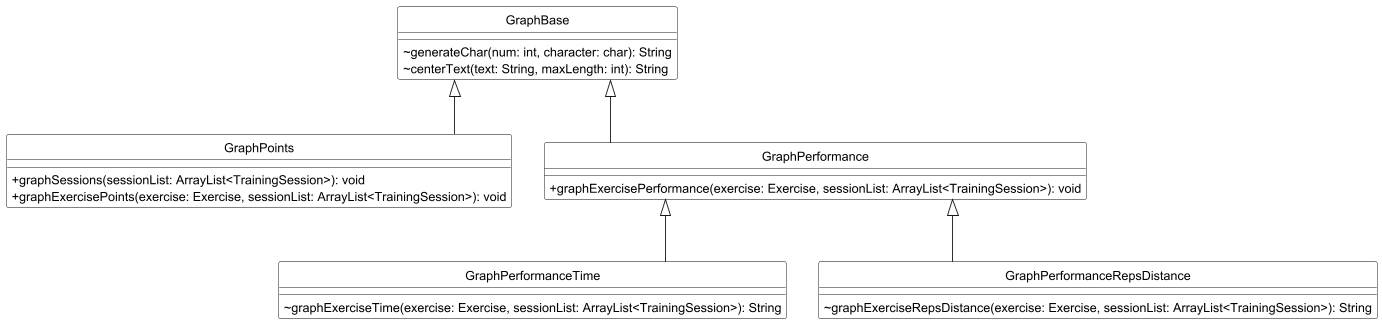 GraphBase
~generateChar(num: int, character: char): String
~centerText(text: String, maxLength: int): String
GraphPoints
+graphSessions(sessionList: ArrayList<TrainingSession>): void
+graphExercisePoints(exercise: Exercise, sessionList: ArrayList<TrainingSession>): void
GraphPerformance
+graphExercisePerformance(exercise: Exercise, sessionList: ArrayList<TrainingSession>): void
GraphPerformanceTime
~graphExerciseTime(exercise: Exercise, sessionList: ArrayList<TrainingSession>): String
GraphPerformanceRepsDistance
~graphExerciseRepsDistance(exercise: Exercise, sessionList: ArrayList<TrainingSession>): String